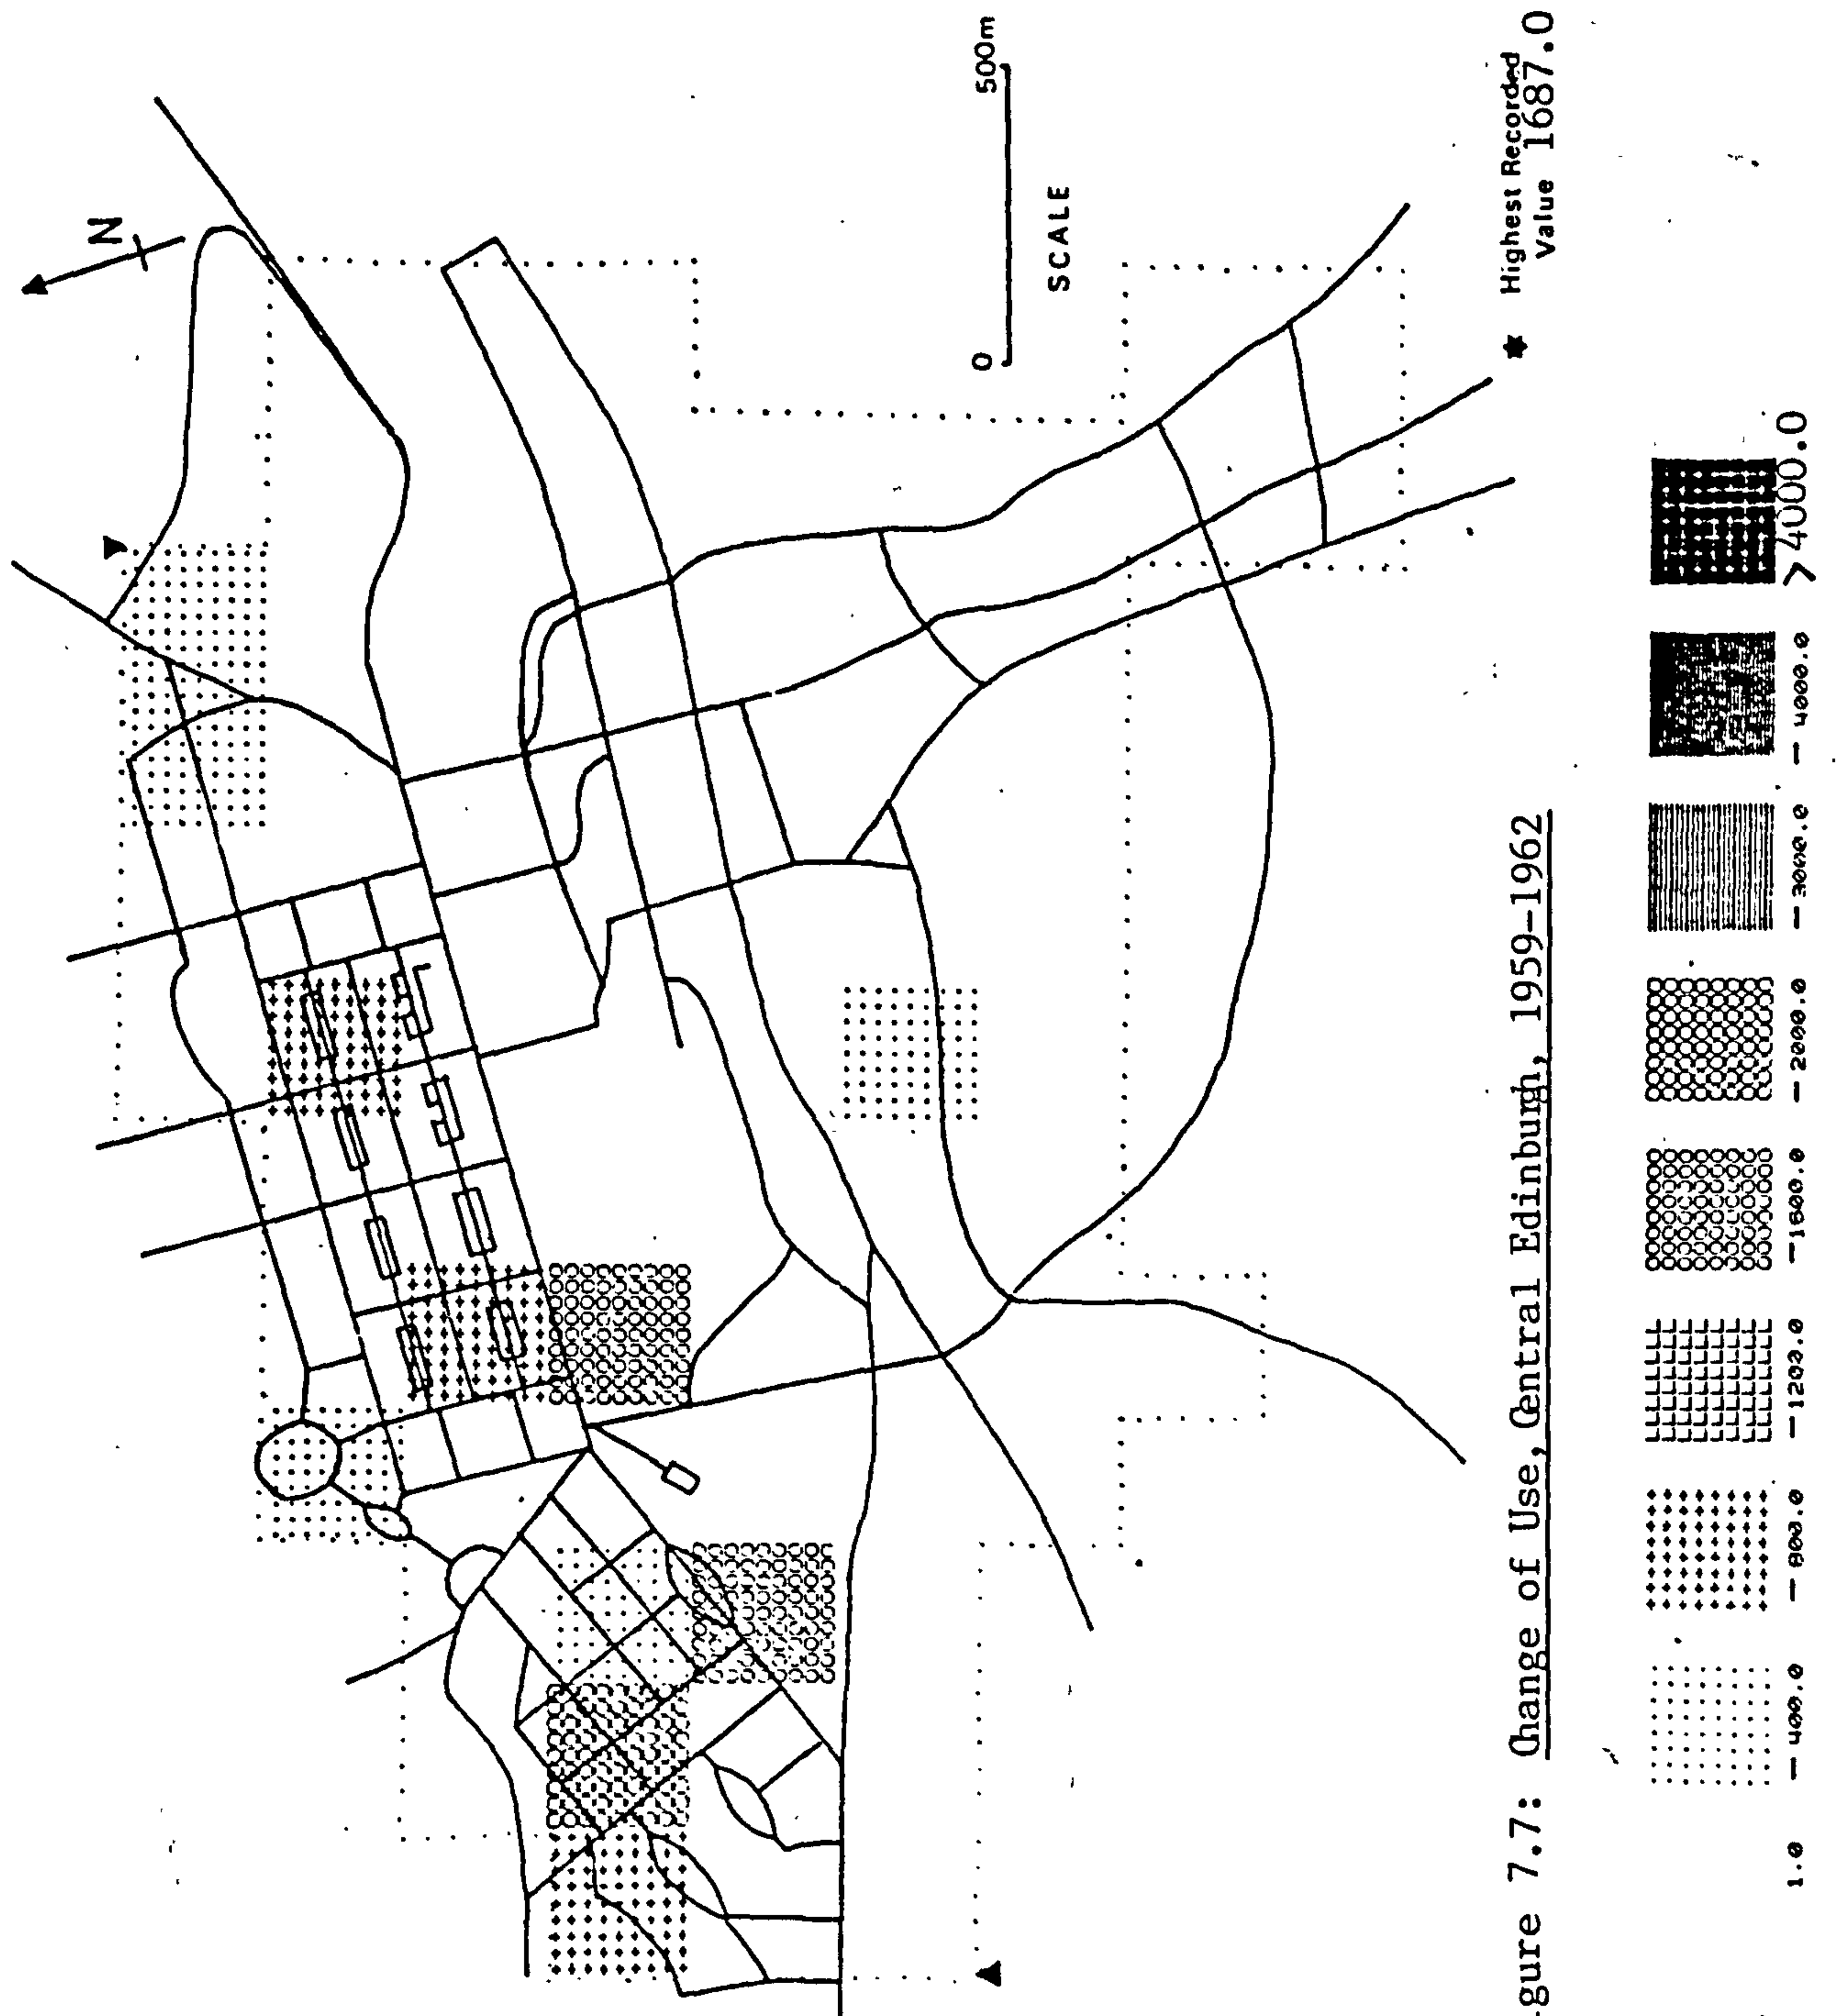 N
0 500m
SCALE
★ Highest Recorded
Value 1687.0
gure 7.7: Change of Use, Central Edinburgh, 1959-1962
1.0 — 400.0 — 800.0 — 1200.0 — 1600.0 — 2000.0 — 3000.0 — 4000.0 >4000.0